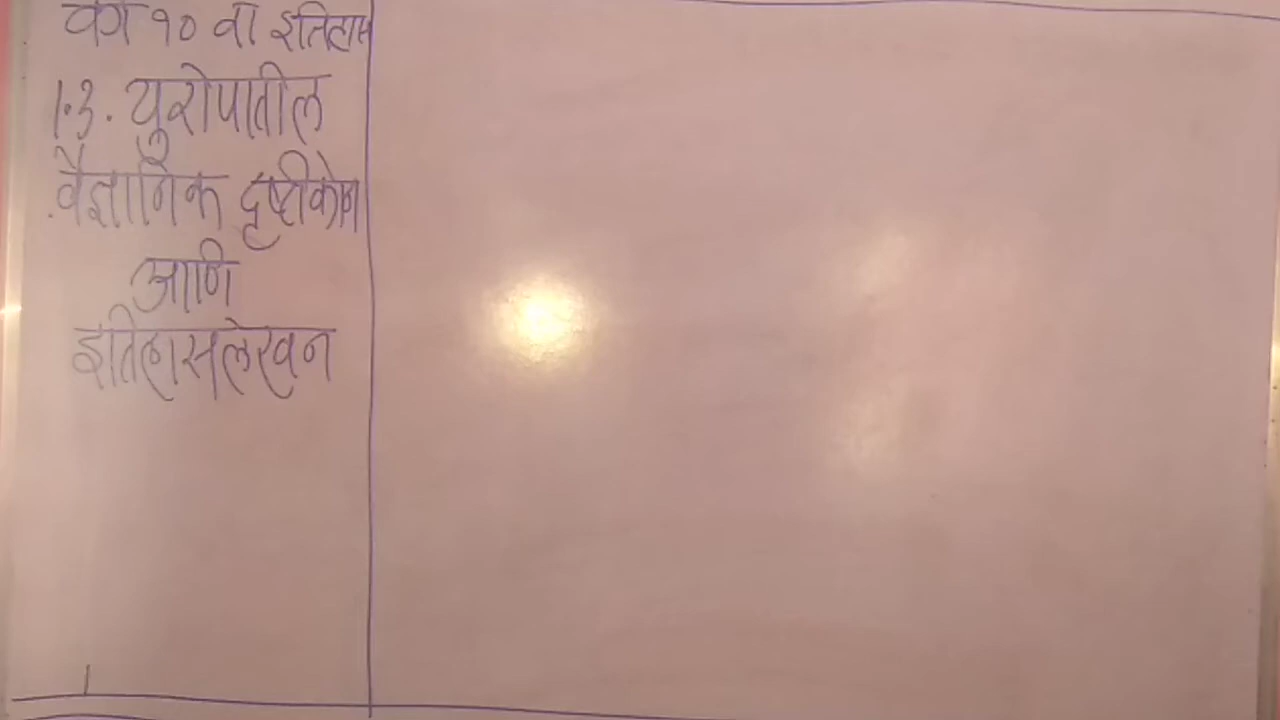 वर्ग १० वा इतिहास
1.3. युरोपातील
वैज्ञानिक दृष्टीकोन
आणि
इतिहासलेखन